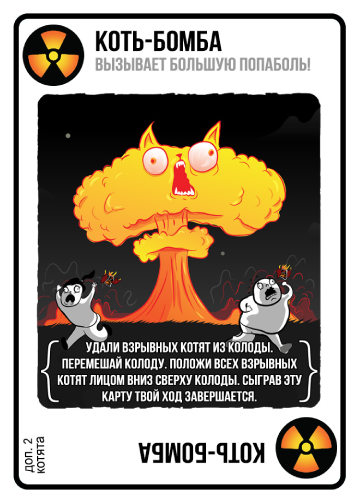 КОТЬ-БОМБА
ВЫЗЫВАЕТ БОЛЬШУЮ ПОПАБОЛЬ!
УДАЛИ ВЗРЫВНЫХ КОТЯТ ИЗ КОЛОДЫ.
ПЕРЕМЕШАЙ КОЛОДУ. ПОЛОЖИ ВСЕХ ВЗРЫВНЫХ
КОТЯТ ЛИЦОМ ВНИЗ СВЕРХУ КОЛОДЫ. СЫГРАВ ЭТУ
КАРТУ ТВОЙ ХОД ЗАВЕРШАЕТСЯ.
доп. 2
котята
КОТЬ-БОМБА